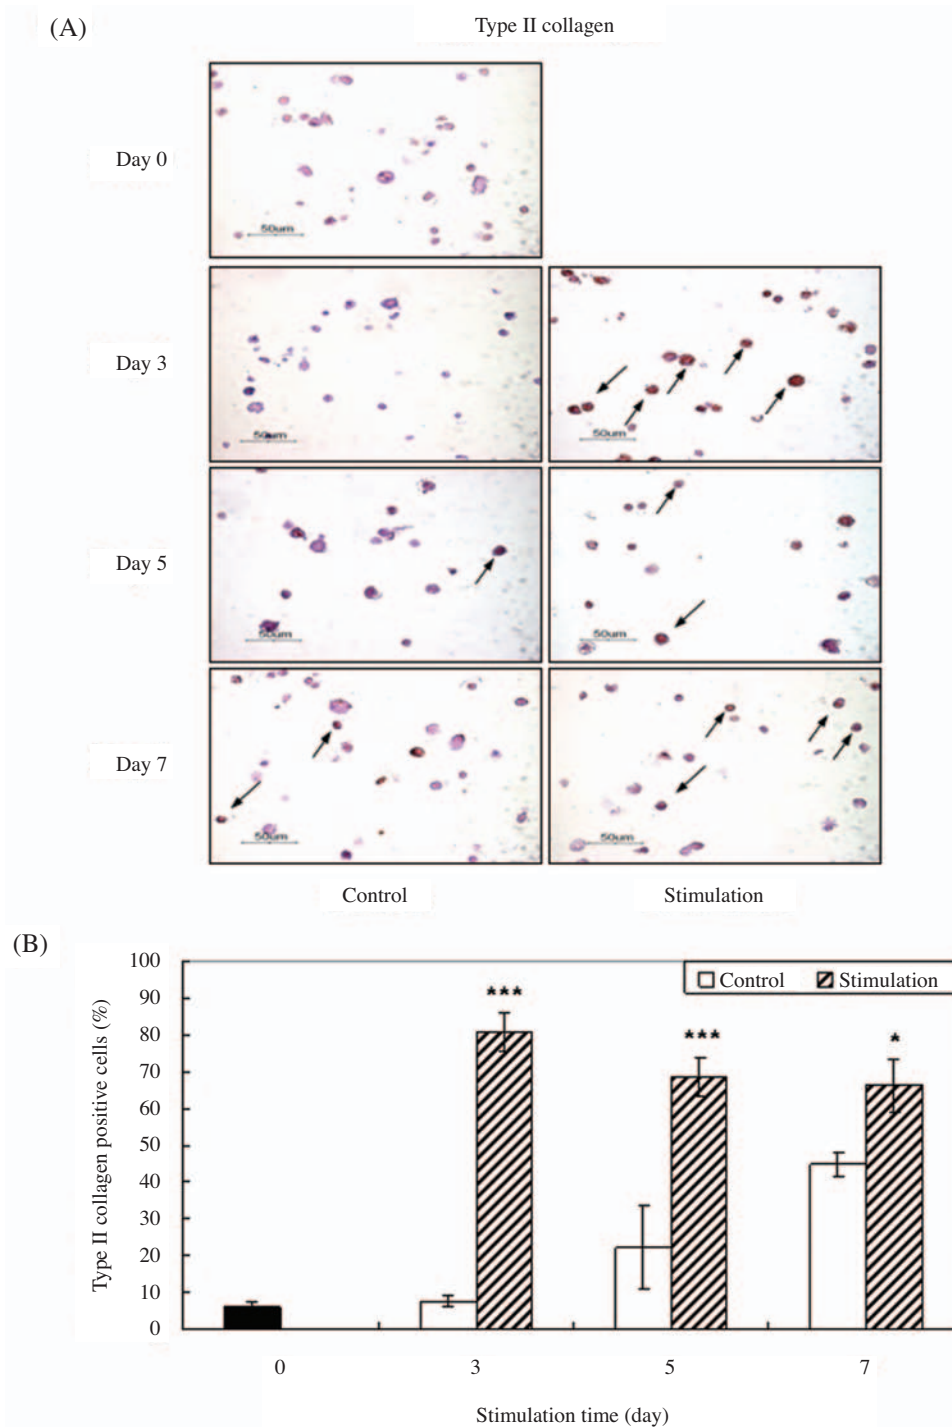 (A)
Type II collagen
Day 0
50um
Day 3
50um
50um
Day 5
50um
50um
Day 7
50um
50um
Control
Stimulation
(B)
Type II collagen positive cells (%)
100
90
80
70
60
50
40
30
20
10
0
***
***
*
Control
Stimulation
0
3
5
7
Stimulation time (day)